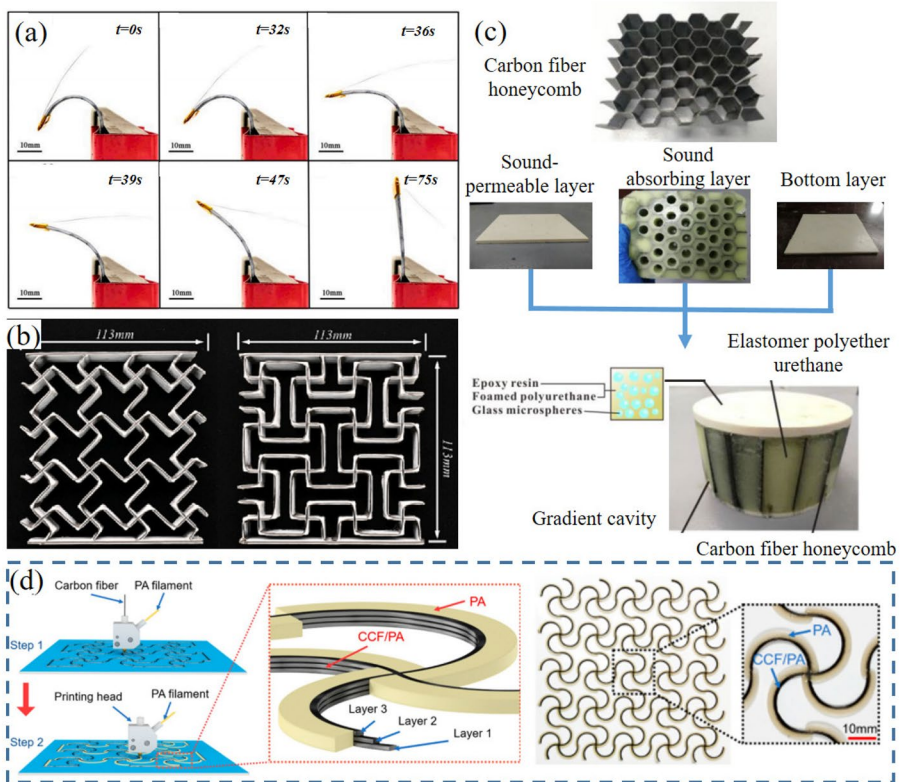 (a)
t=0s
t=32s
t=36s
10mm
10mm
10mm
t=39s
t=47s
t=75s
10mm
10mm
10mm
(b)
113mm
113mm
113mm
(c)
Carbon fiber
honeycomb
Sound-
permeable layer
Sound
absorbing layer
Bottom layer
Elastomer polyether
urethane
Epoxy resin
Foamed polyurethane
Glass microspheres
Gradient cavity
Carbon fiber honeycomb
(d)
Carbon fiber
PA filament
Step 1
Printing head
PA filament
Step 2
PA
CCF/PA
Layer 3
Layer 2
Layer 1
PA
CCF/PA
10mm